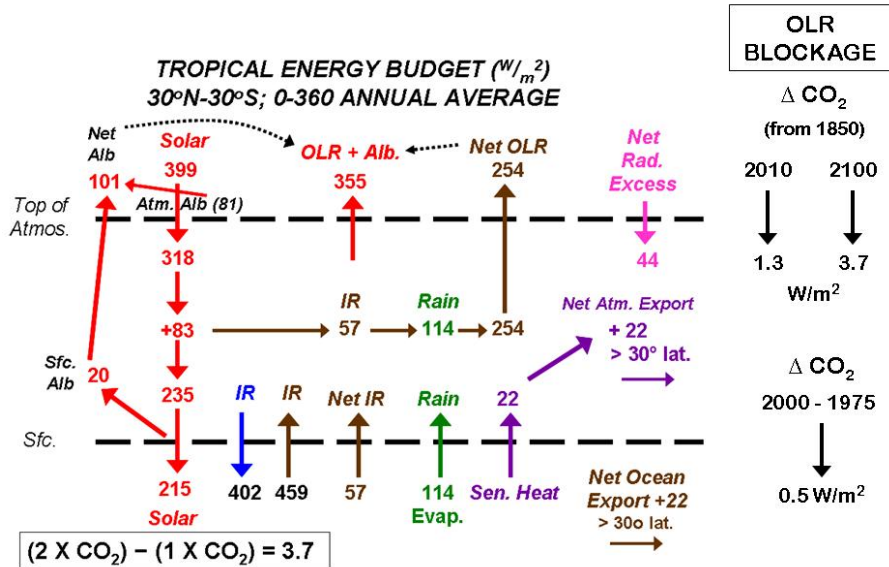 TROPICAL ENERGY BUDGET (W/m²)
30°N-30°S; 0-360 ANNUAL AVERAGE
Net
Alb
101
Solar
399
Atm. Alb (81)
OLR + Alb.
355
Net OLR
254
Net
Rad.
Excess
44
Top of
Atmos.
318
+83
IR
57
Rain
114
254
Net Atm. Export
+ 22
> 30° lat.
Sfc.
Alb
20
235
IR
IR
Net IR
Rain
22
Sfc.
215
Solar
402
459
57
114
Evap.
Sen. Heat
Net Ocean
Export +22
> 30o lat.
(2 X CO₂) – (1 X CO₂) = 3.7
OLR
BLOCKAGE
Δ CO₂
(from 1850)
2010 2100
1.3 3.7
W/m²
Δ CO₂
2000 - 1975
0.5 W/m²